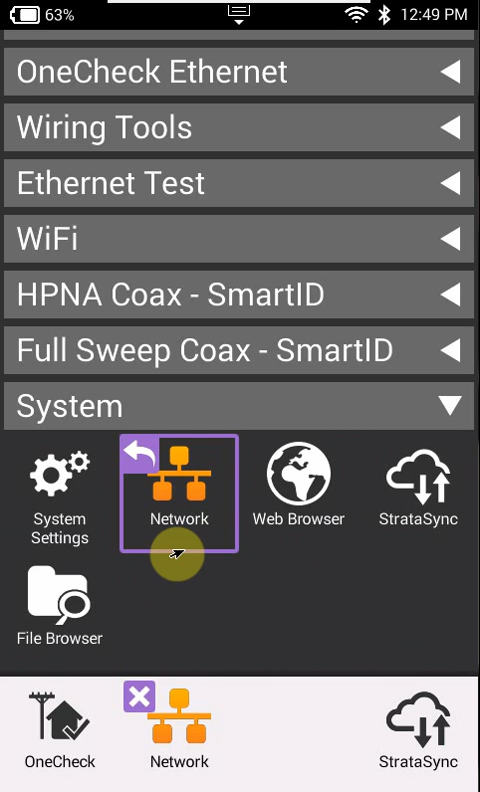 63%
12:49 PM
OneCheck Ethernet
Wiring Tools
Ethernet Test
WiFi
HPNA Coax - SmartID
Full Sweep Coax - SmartID
System
System
Settings
Network
Web Browser
StrataSync
File Browser
OneCheck
Network
StrataSync